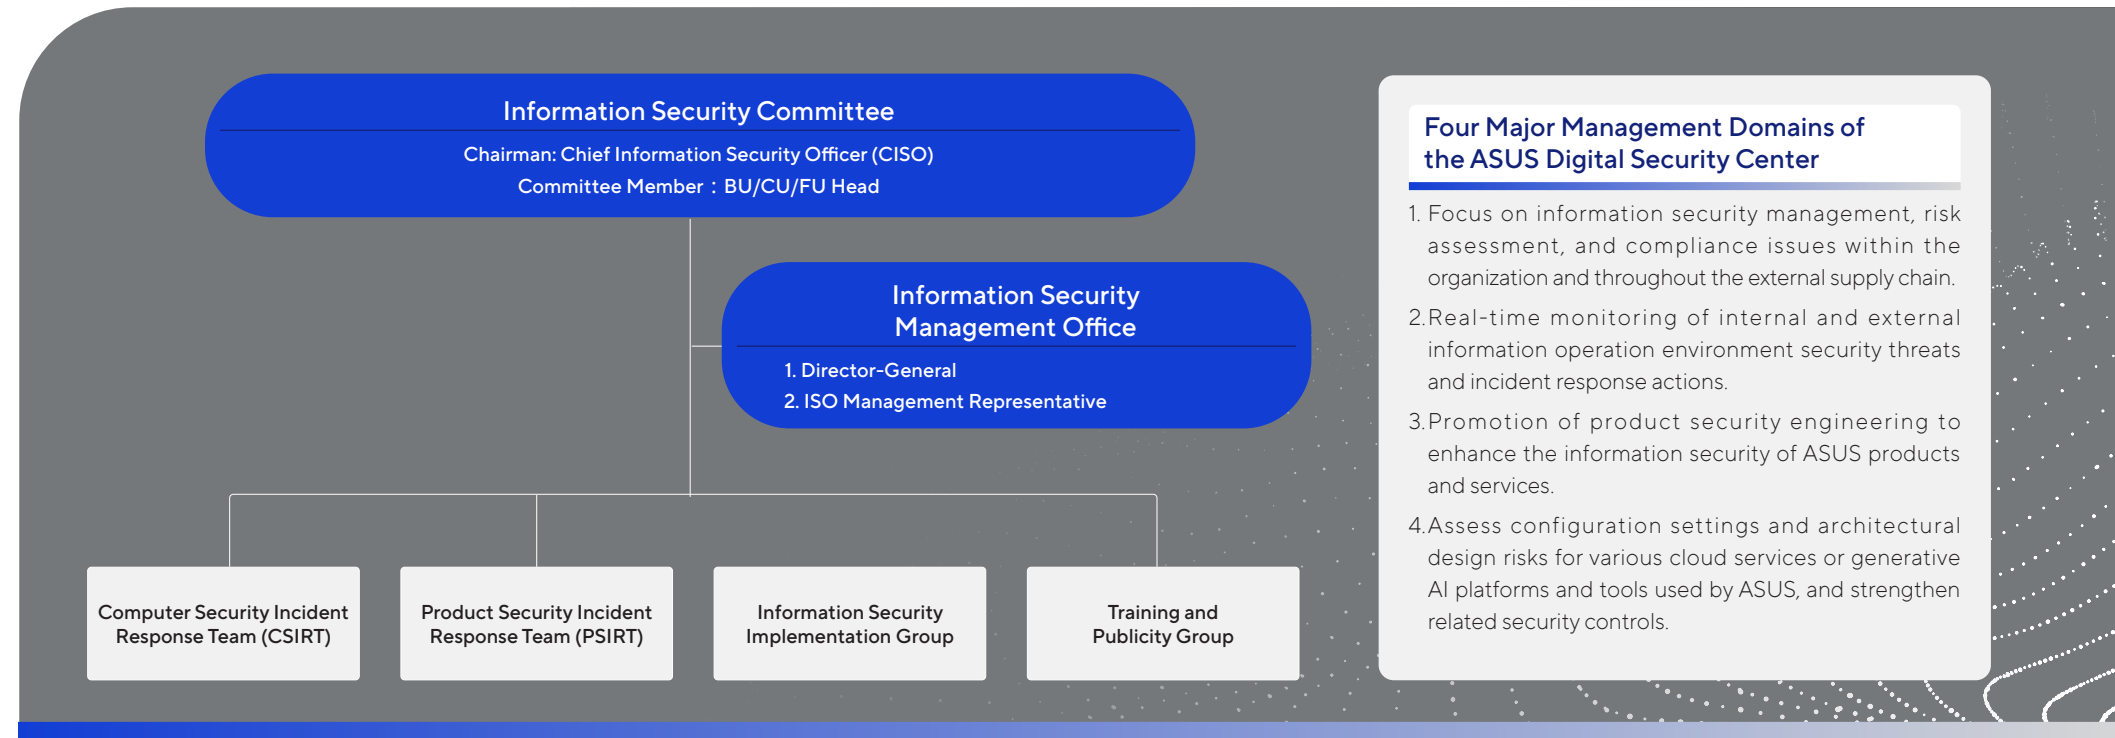 Information Security Committee
Chairman: Chief Information Security Officer (CISO)
Committee Member：BU/CU/FU Head
Information Security
Management Office
1. Director-General
2. ISO Management Representative
Computer Security Incident
Response Team (CSIRT)
Product Security Incident
Response Team (PSIRT)
Information Security
Implementation Group
Training and
Publicity Group
Four Major Management Domains of
the ASUS Digital Security Center
1. Focus on information security management, risk
assessment, and compliance issues within the
organization and throughout the external supply chain.
2.Real-time monitoring of internal and external
information operation environment security threats
and incident response actions.
3.Promotion of product security engineering to
enhance the information security of ASUS products
and services.
4.Assess configuration settings and architectural
design risks for various cloud services or generative
AI platforms and tools used by ASUS, and strengthen
related security controls.